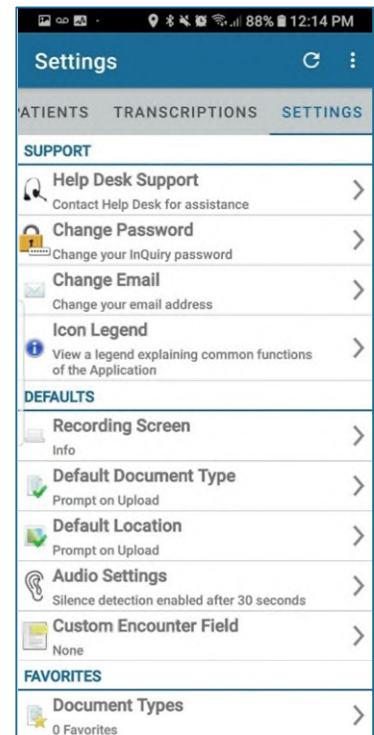 88% 12:14 PM
Settings
PATIENTS TRANSCRIPTIONS SETTINGS
SUPPORT
Help Desk Support
Contact Help Desk for assistance
Change Password
Change your InQuiry password
Change Email
Change your email address
Icon Legend
View a legend explaining common functions
of the Application
DEFAULTS
Recording Screen
Info
Default Document Type
Prompt on Upload
Default Location
Prompt on Upload
Audio Settings
Silence detection enabled after 30 seconds
Custom Encounter Field
None
FAVORITES
Document Types
0 Favorites